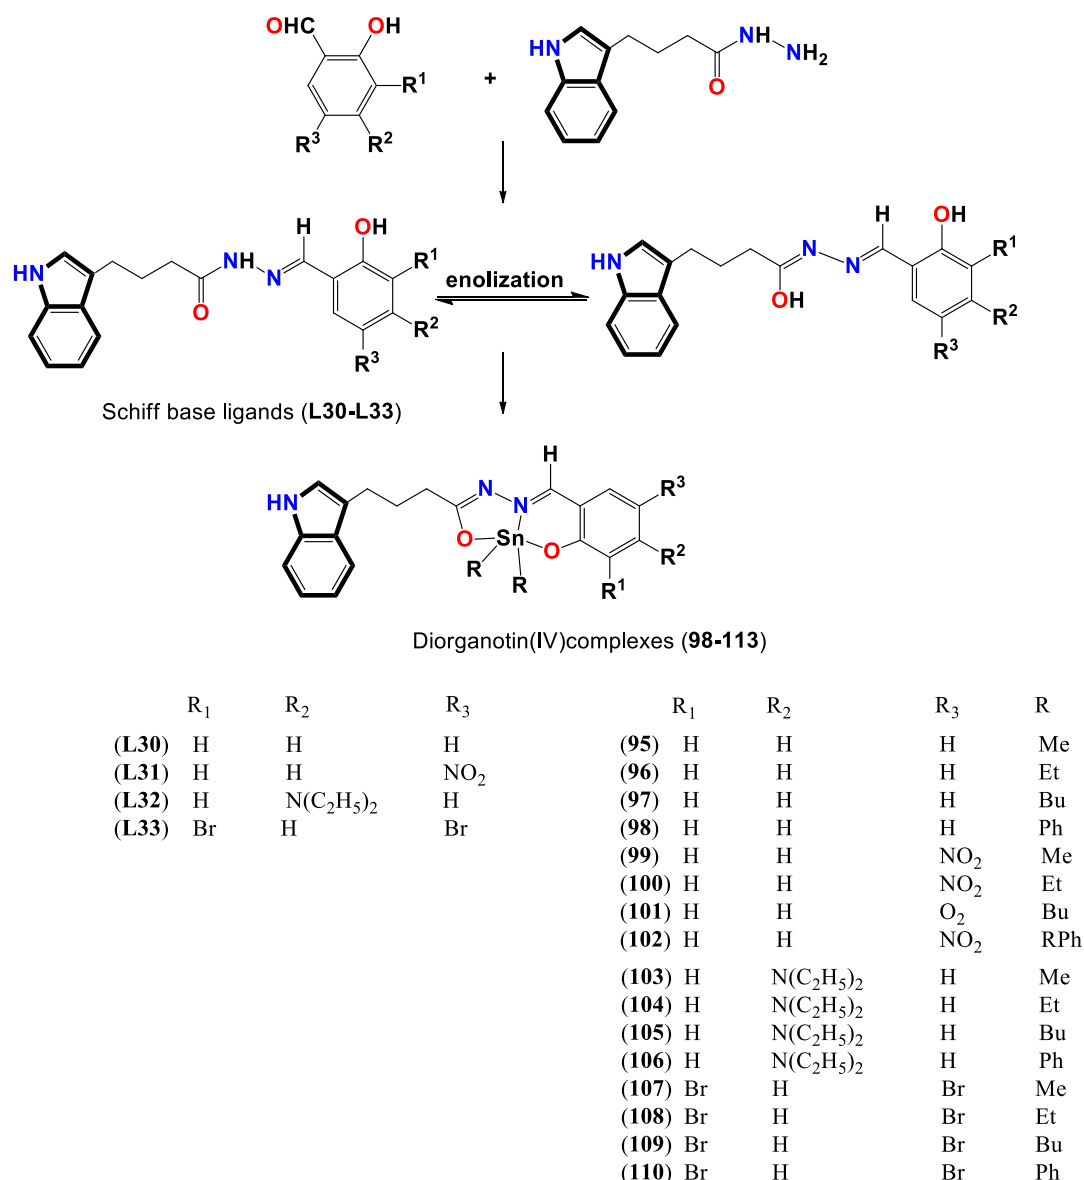 OHC OH HN NH NH₂
R¹ + O
R³ R²
H OH H OH
HN NH N R¹ enolization HN N N R¹
O R² OH R²
R³ R³
Schiff base ligands (L30-L33)
H
HN N N R³
O Sn O R²
R R R¹
Diorganotin(IV)complexes (98-113)
R₁ R₂ R₃ R₁ R₂ R₃ R
(L30) H H H (95) H H H Me
(L31) H H NO₂ (96) H H H Et
(L32) H N(C₂H₅)₂ H (97) H H H Bu
(L33) Br H Br (98) H H H Ph
(99) H H NO₂ Me
(100) H H NO₂ Et
(101) H H O₂ Bu
(102) H H NO₂ RPh
(103) H N(C₂H₅)₂ H Me
(104) H N(C₂H₅)₂ H Et
(105) H N(C₂H₅)₂ H Bu
(106) H N(C₂H₅)₂ H Ph
(107) Br H Br Me
(108) Br H Br Et
(109) Br H Br Bu
(110) Br H Br Ph